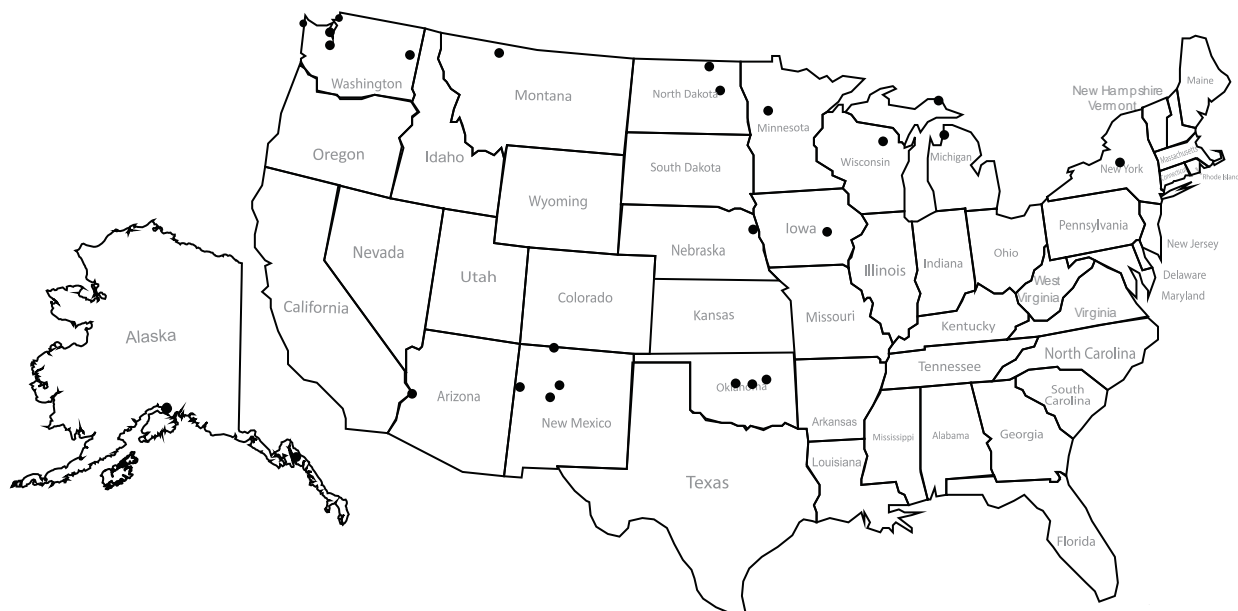 Washington
Montana
North Dakota
Minnesota
Maine
New Hampshire
Vermont
Oregon
Idaho
South Dakota
Wisconsin
Michigan
New York
Massachusetts
Connecticut
Rhode Island
Wyoming
Nebraska
Iowa
Pennsylvania
New Jersey
Nevada
Utah
Colorado
Illinois
Indiana
Ohio
West
Virginia
Delaware
Maryland
California
Kansas
Missouri
Kentucky
Virginia
Alaska
Arizona
New Mexico
Oklahoma
Tennessee
North Carolina
South
Carolina
Arkansas
Mississippi
Alabama
Georgia
Louisiana
Texas
Florida